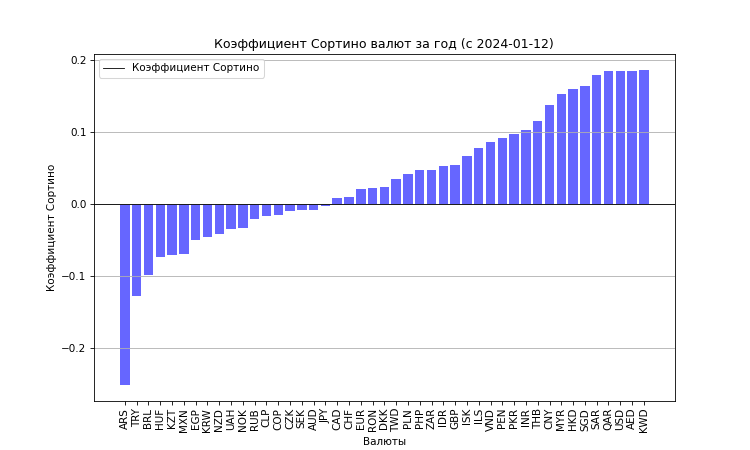 Коэффициент Сортино валют за год (с 2024-01-12)
Коэффициент Сортино
0.2
0.1
0.0
−0.1
−0.2
Коэффициент Сортино
ARS TRY BRL HUF KZT MXN EGP KRW NZD UAH NOK RUB CLP COP CZK SEK AUD JPY CAD CHF EUR RON DKK TWD PLN PHP ZAR IDR GBP ISK ILS VND PEN PKR INR THB CNY MYR HKD SGD SAR QAR USD AED KWD
Валюты